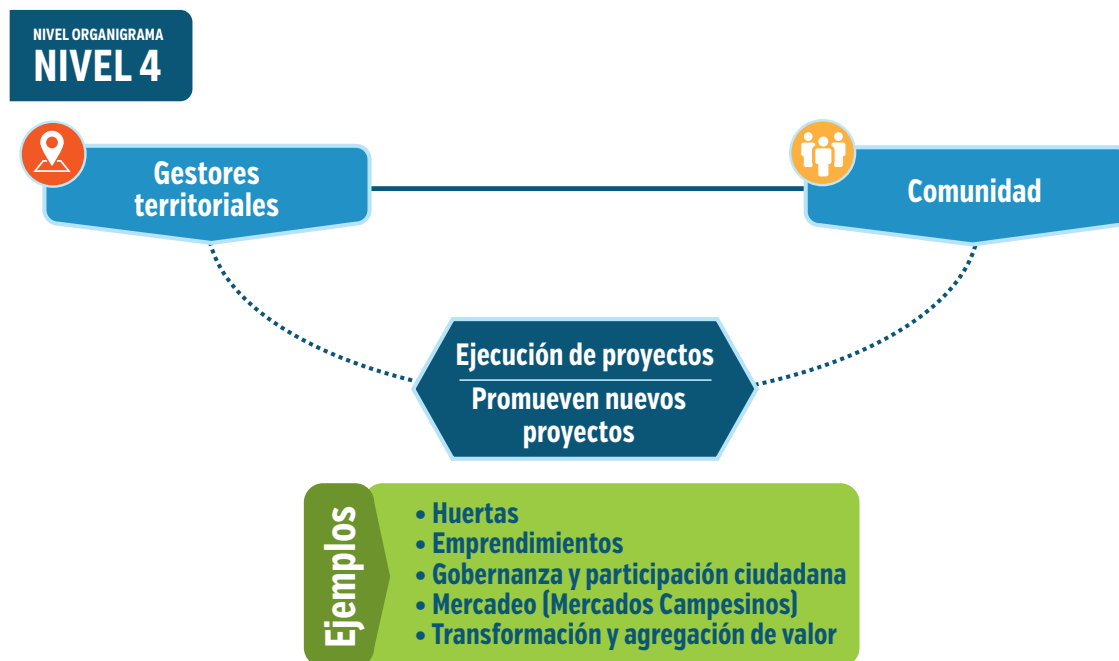 NIVEL ORGANIGRAMA
NIVEL 4
Gestores
territoriales
Comunidad
Ejecución de proyectos
Promueven nuevos
proyectos
Ejemplos
• Huertas
• Emprendimientos
• Gobernanza y participación ciudadana
• Mercadeo (Mercados Campesinos)
• Transformación y agregación de valor